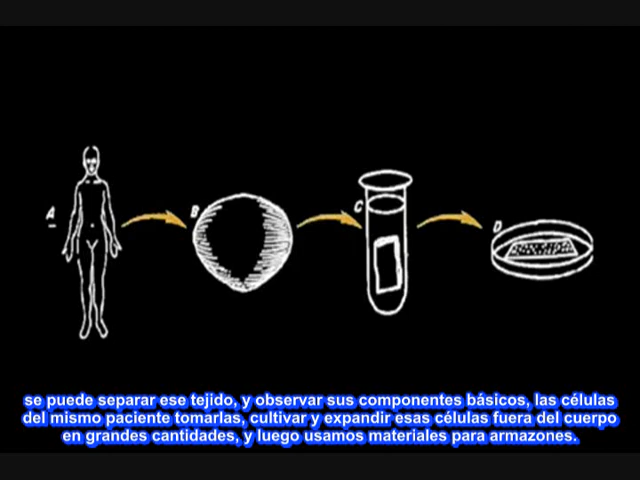 A
B
C
D
se puede separar ese tejido, y observar sus componentes básicos, las células
del mismo paciente tomarlas, cultivar y expandir esas células fuera del cuerpo
en grandes cantidades, y luego usamos materiales para armazones.